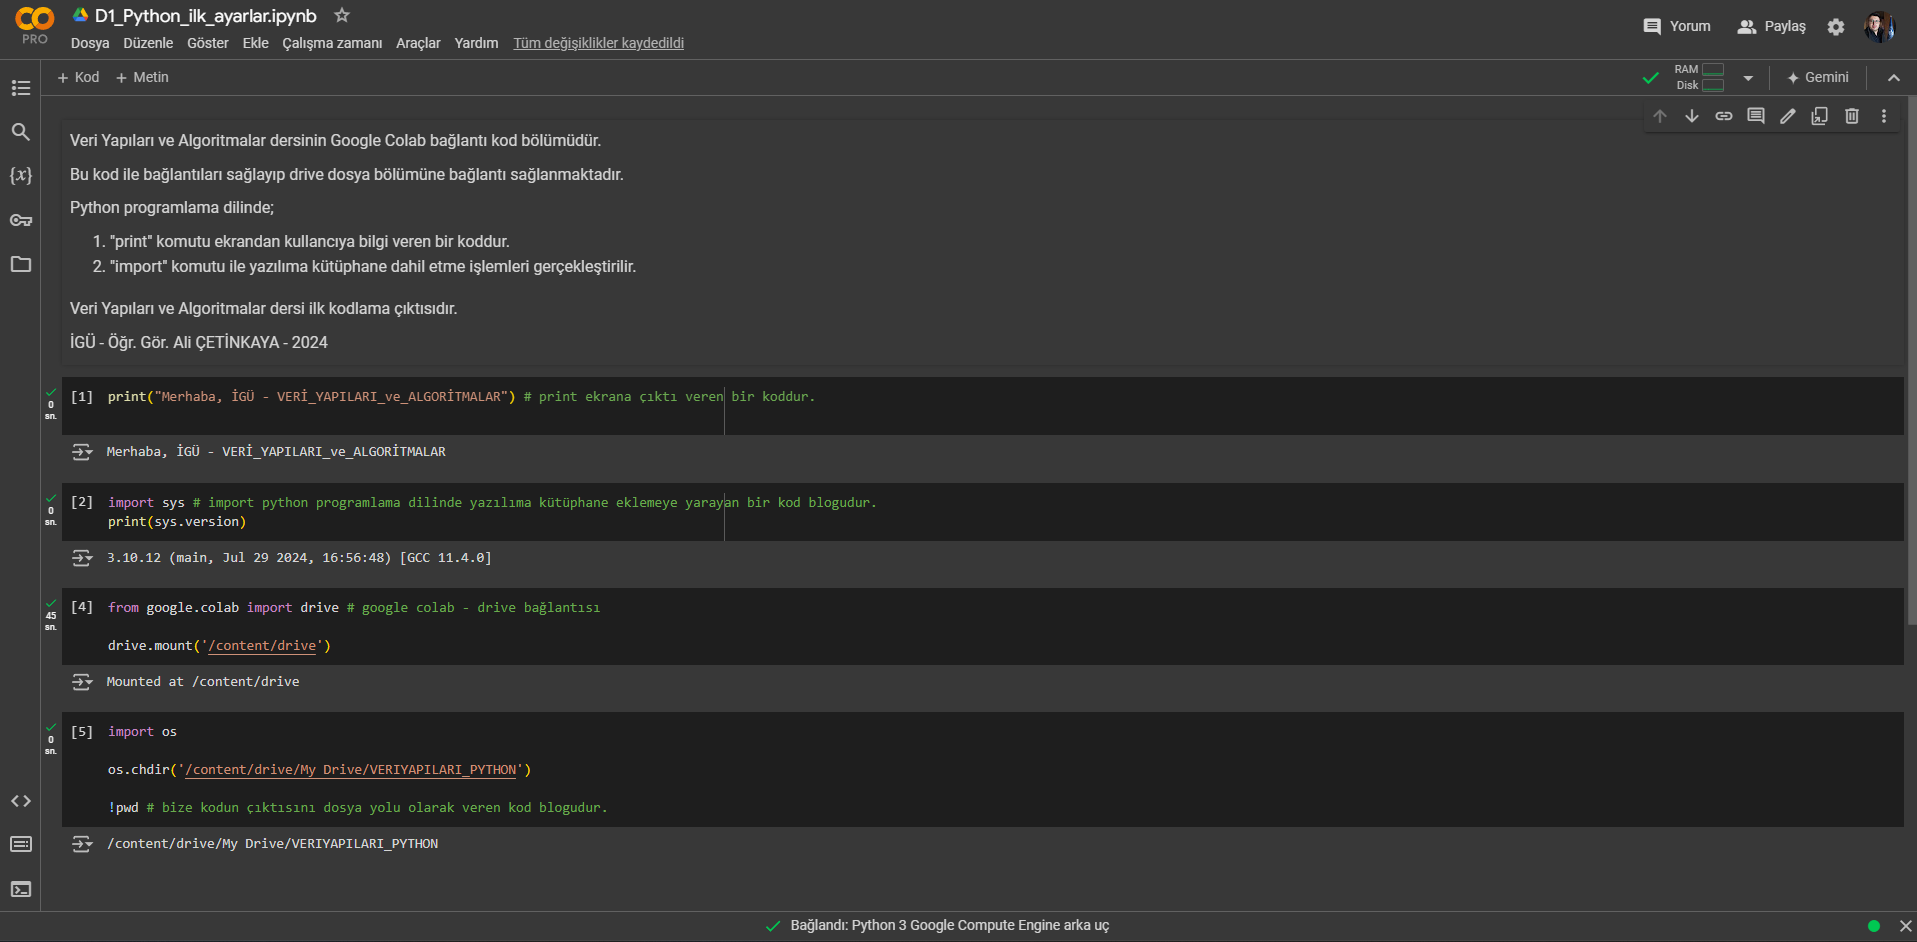 D1_Python_ilk_ayarlar.ipynb
PRO
Dosya Düzenle Göster Ekle Çalışma zamanı Araçlar Yardım Tüm değişiklikler kaydedildi
Yorum Paylaş
+ Kod + Metin
RAM
Disk
Gemini
Veri Yapıları ve Algoritmalar dersinin Google Colab bağlantı kod bölümüdür.
Bu kod ile bağlantıları sağlayıp drive dosya bölümüne bağlantı sağlanmaktadır.
Python programlama dilinde;
1. "print" komutu ekrandan kullancıya bilgi veren bir koddur.
2. "import" komutu ile yazılıma kütüphane dahil etme işlemleri gerçekleştirilir.
Veri Yapıları ve Algoritmalar dersi ilk kodlama çıktısıdır.
İGÜ - Öğr. Gör. Ali ÇETİNKAYA - 2024
0 sn.
[1] print("Merhaba, İGÜ - VERİ_YAPILARI_ve_ALGORİTMALAR") # print ekrana çıktı veren bir koddur.
Merhaba, İGÜ - VERİ_YAPILARI_ve_ALGORİTMALAR
0 sn.
[2] import sys # import python programlama dilinde yazılıma kütüphane eklemeye yarayan bir kod blogudur.
print(sys.version)
3.10.12 (main, Jul 29 2024, 16:56:48) [GCC 11.4.0]
45 sn.
[4] from google.colab import drive # google colab - drive bağlantısı
drive.mount('/content/drive')
Mounted at /content/drive
0 sn.
[5] import os
os.chdir('/content/drive/My Drive/VERIYAPILARI_PYTHON')
!pwd # bize kodun çıktısını dosya yolu olarak veren kod blogudur.
/content/drive/My Drive/VERIYAPILARI_PYTHON
Bağlandı: Python 3 Google Compute Engine arka uç